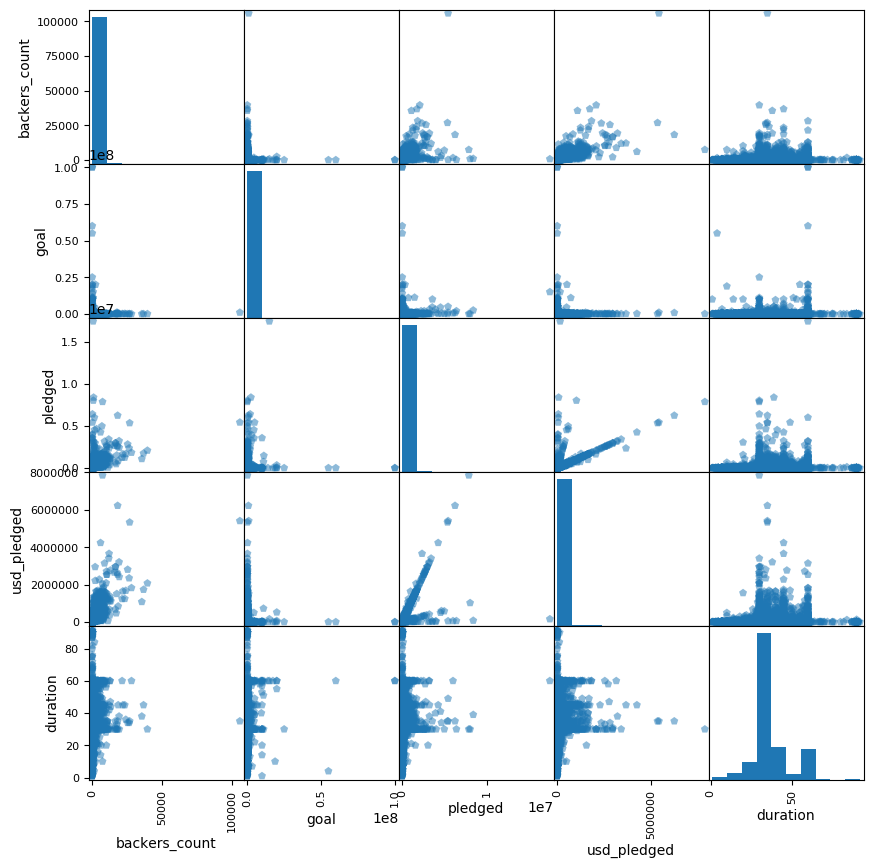 backers_count
100000
75000
50000
25000
0
1e8
goal
1.00
0.75
0.50
0.25
0.00
1e7
pledged
1.5
1.0
0.5
0.0
usd_pledged
8000000
6000000
4000000
2000000
0
duration
80
60
40
20
0
0 50000 100000 0.0 0.5 1.0 0 1 0 5000000 0 50
backers_count goal 1e8 pledged 1e7 usd_pledged duration